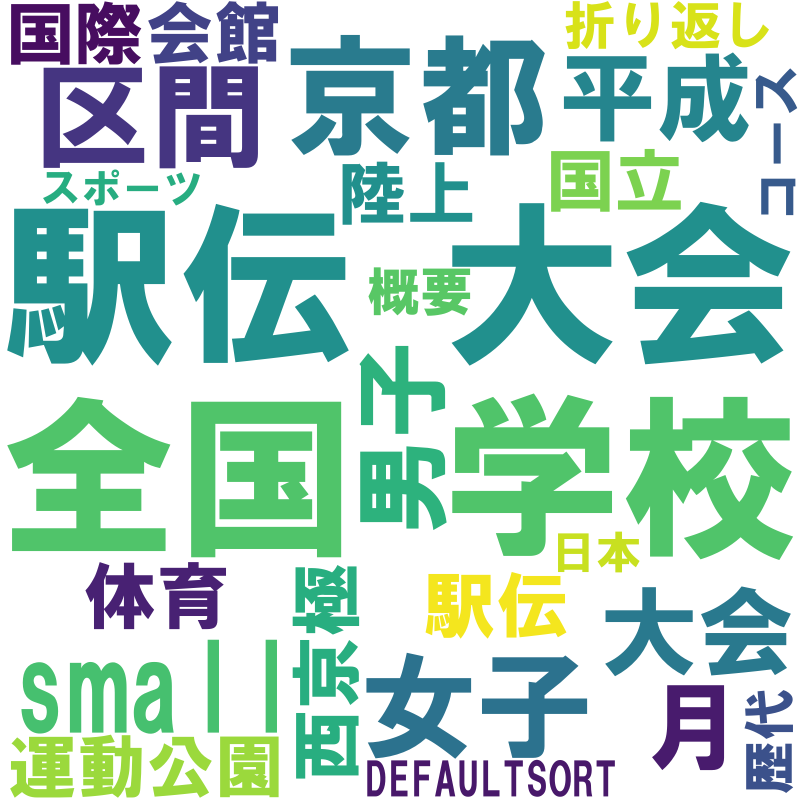 国際
会館
折り返し
区間
京都
平成
コース
スポーツ
陸上
国立
駅伝
大会
概要
男子
全国
学校
日本
体育
西京極
駅伝
大会
small
女子
月
歴代
運動公園
DEFAULTSORT